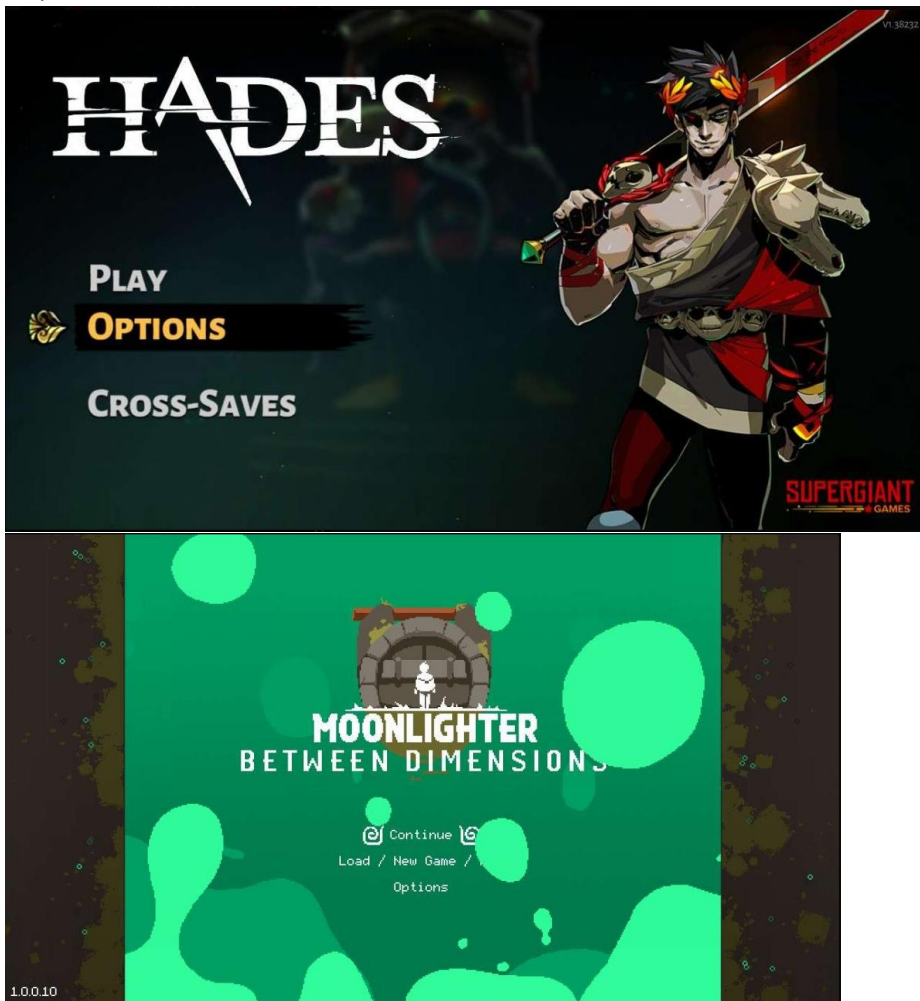 V1.38232
HADES
PLAY
OPTIONS
CROSS-SAVES
SUPERGIANT
GAMES
MOONLIGHTER
BETWEEN DIMENSIONS
Continue
Load / New Game /
Options
1.0.0.10